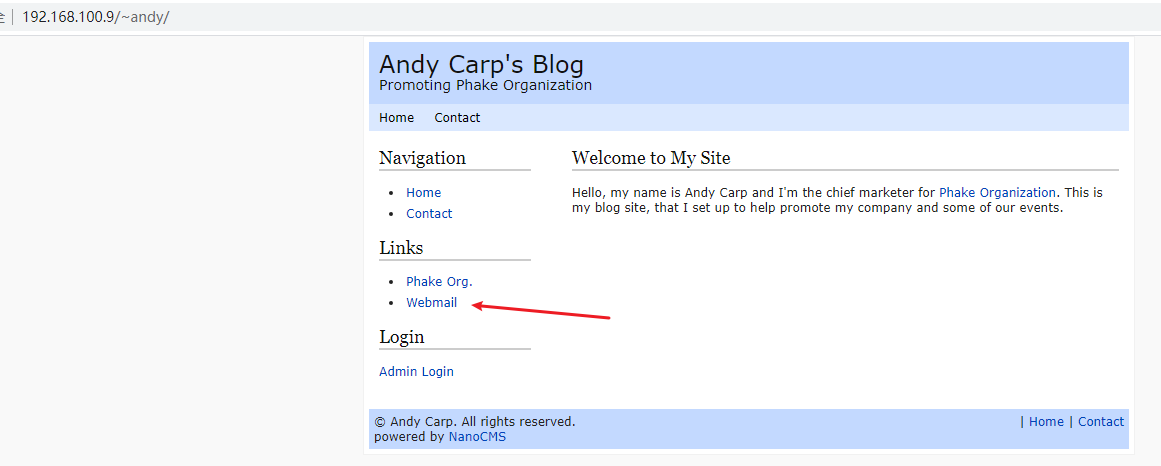 192.168.100.9/~andy/
Andy Carp's Blog
Promoting Phake Organization
Home Contact
Navigation
Home
Contact
Links
Phake Org.
Webmail
Login
Admin Login
Welcome to My Site
Hello, my name is Andy Carp and I'm the chief marketer for Phake Organization. This is
my blog site, that I set up to help promote my company and some of our events.
© Andy Carp. All rights reserved.
powered by NanoCMS
| Home | Contact